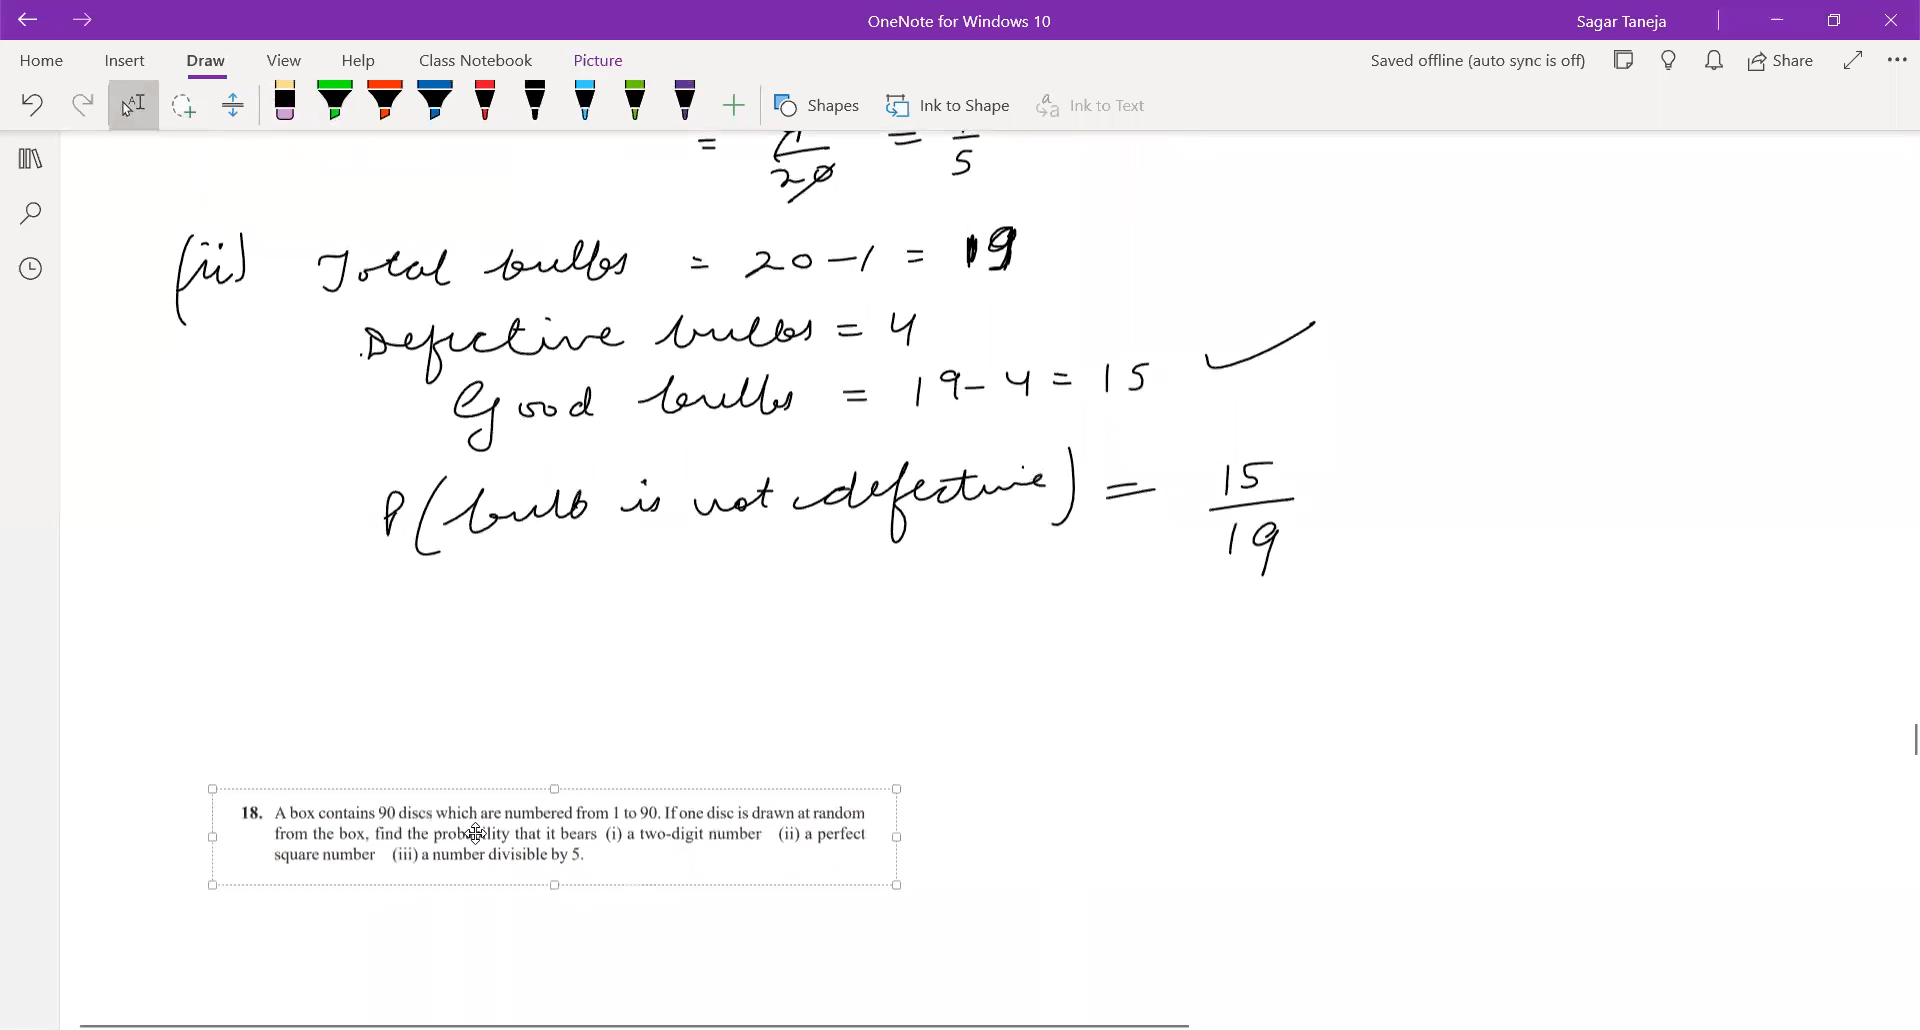 OneNote for Windows 10
Sagar Taneja
Home Insert Draw View Help Class Notebook Picture
Saved offline (auto sync is off) Share
Shapes Ink to Shape Ink to Text
= 20 = 5
(ii) Total bulbs = 20 - 1 = 19
Defective bulbs = 4
Good bulbs = 19 - 4 = 15
P(bulb is not defective) = 15/19
18. A box contains 90 discs which are numbered from 1 to 90. If one disc is drawn at random
from the box, find the probability that it bears (i) a two-digit number (ii) a perfect
square number (iii) a number divisible by 5.